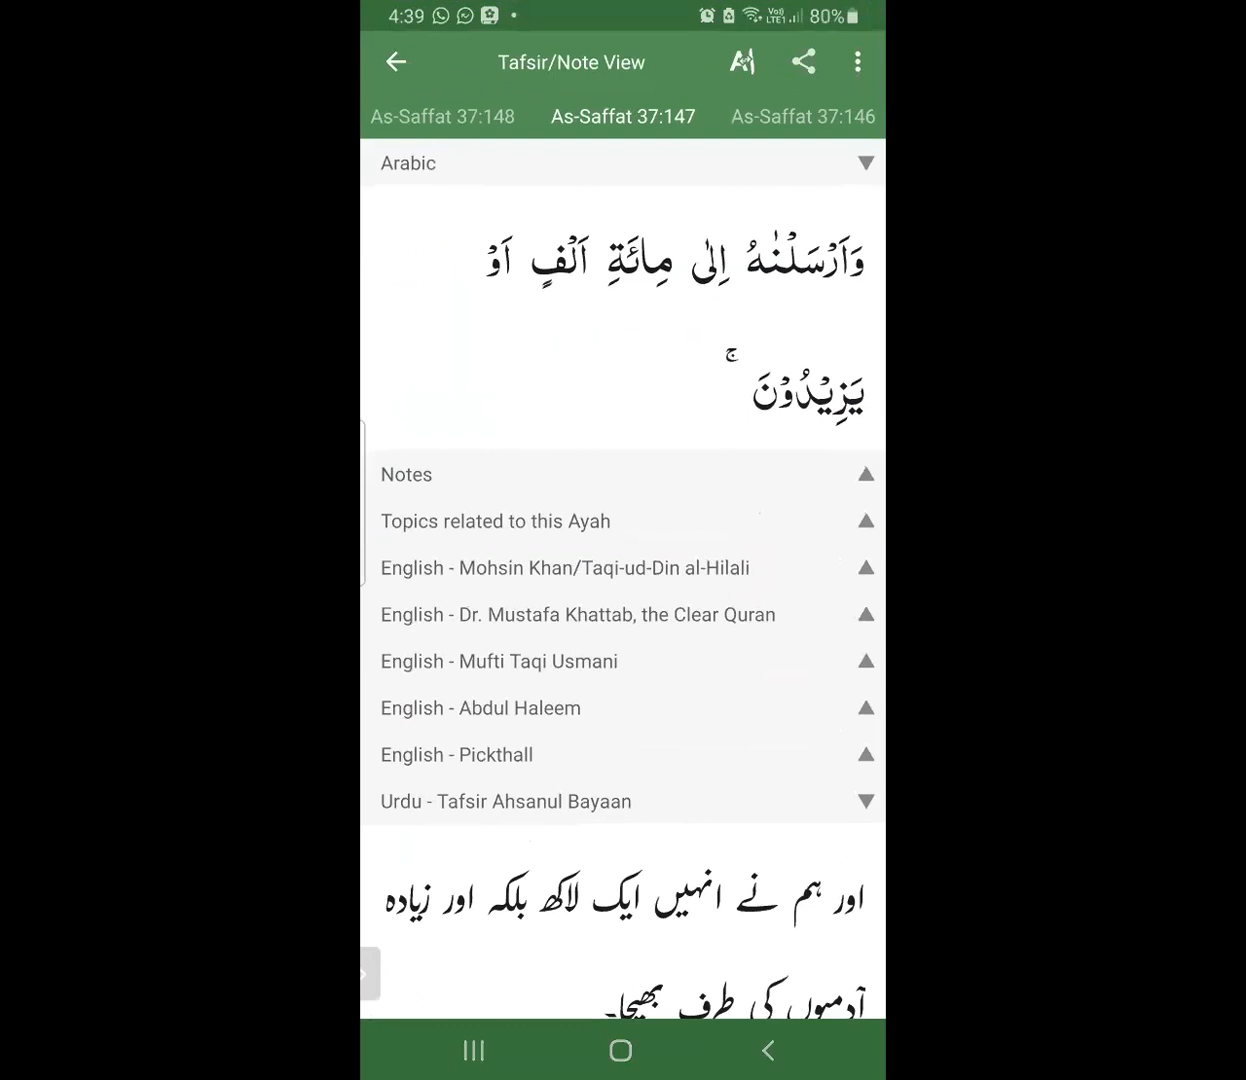 4:39 80%
Tafsir/Note View
As-Saffat 37:148 As-Saffat 37:147 As-Saffat 37:146
Arabic
وَاَرْسَلْنٰهُ اِلٰى مِائَةِ اَلْفٍ اَوْ
يَزِيْدُوْنَ ۚ
Notes
Topics related to this Ayah
English - Mohsin Khan/Taqi-ud-Din al-Hilali
English - Dr. Mustafa Khattab, the Clear Quran
English - Mufti Taqi Usmani
English - Abdul Haleem
English - Pickthall
Urdu - Tafsir Ahsanul Bayaan
اور ہم نے انہیں ایک لاکھ بلکہ اور زیادہ
آدمیوں کی طرف بھیجا۔